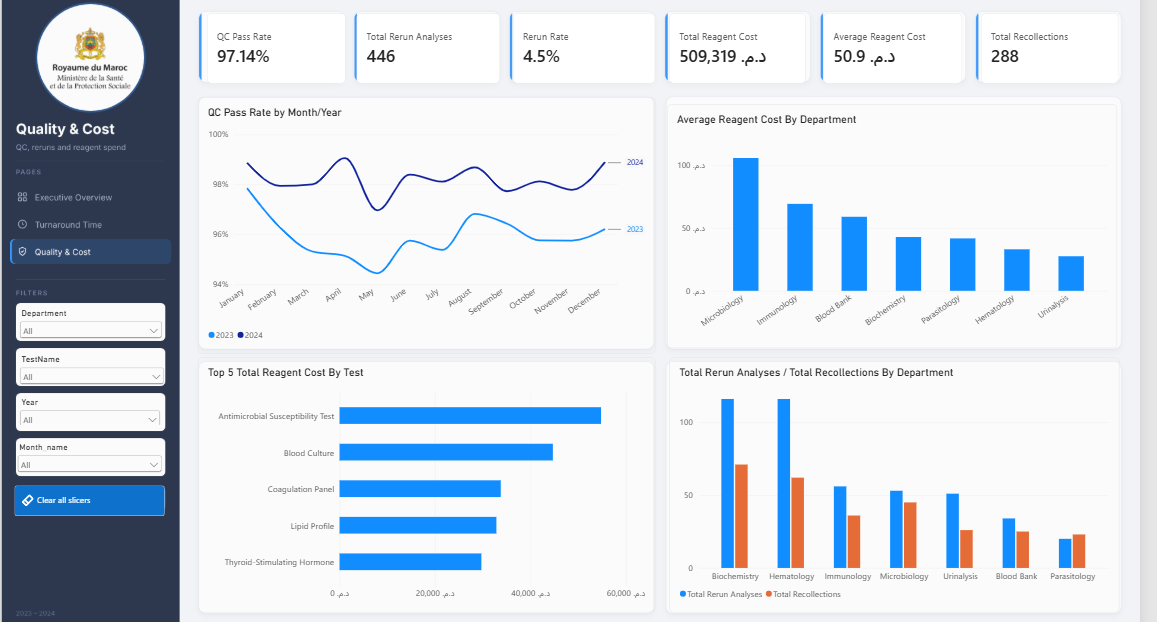 Royaume du Maroc
Ministère de la Santé
et de la Protection Sociale
Quality & Cost
QC, reruns and reagent spend
PAGES
Executive Overview
Turnaround Time
Quality & Cost
FILTERS
Department
All
TestName
All
Year
All
Month_name
All
Clear all slicers
2023 - 2024
QC Pass Rate
97.14%
Total Rerun Analyses
446
Rerun Rate
4.5%
Total Reagent Cost
509,319 د.م.
Average Reagent Cost
50.9 د.م.
Total Recollections
288
QC Pass Rate by Month/Year
100%
98%
96%
94%
2024
2023
January
February
March
April
May
June
July
August
September
October
November
December
2023 2024
Average Reagent Cost By Department
100 د.م.
50 د.م.
0 د.م.
Microbiology
Immunology
Blood Bank
Biochemistry
Parasitology
Hematology
Urinalysis
Top 5 Total Reagent Cost By Test
Antimicrobial Susceptibility Test
Blood Culture
Coagulation Panel
Lipid Profile
Thyroid-Stimulating Hormone
0 د.م. 20,000 د.م. 40,000 د.م. 60,000 د.م.
Total Rerun Analyses / Total Recollections By Department
100
50
0
Biochemistry Hematology Immunology Microbiology Urinalysis Blood Bank Parasitology
Total Rerun Analyses Total Recollections